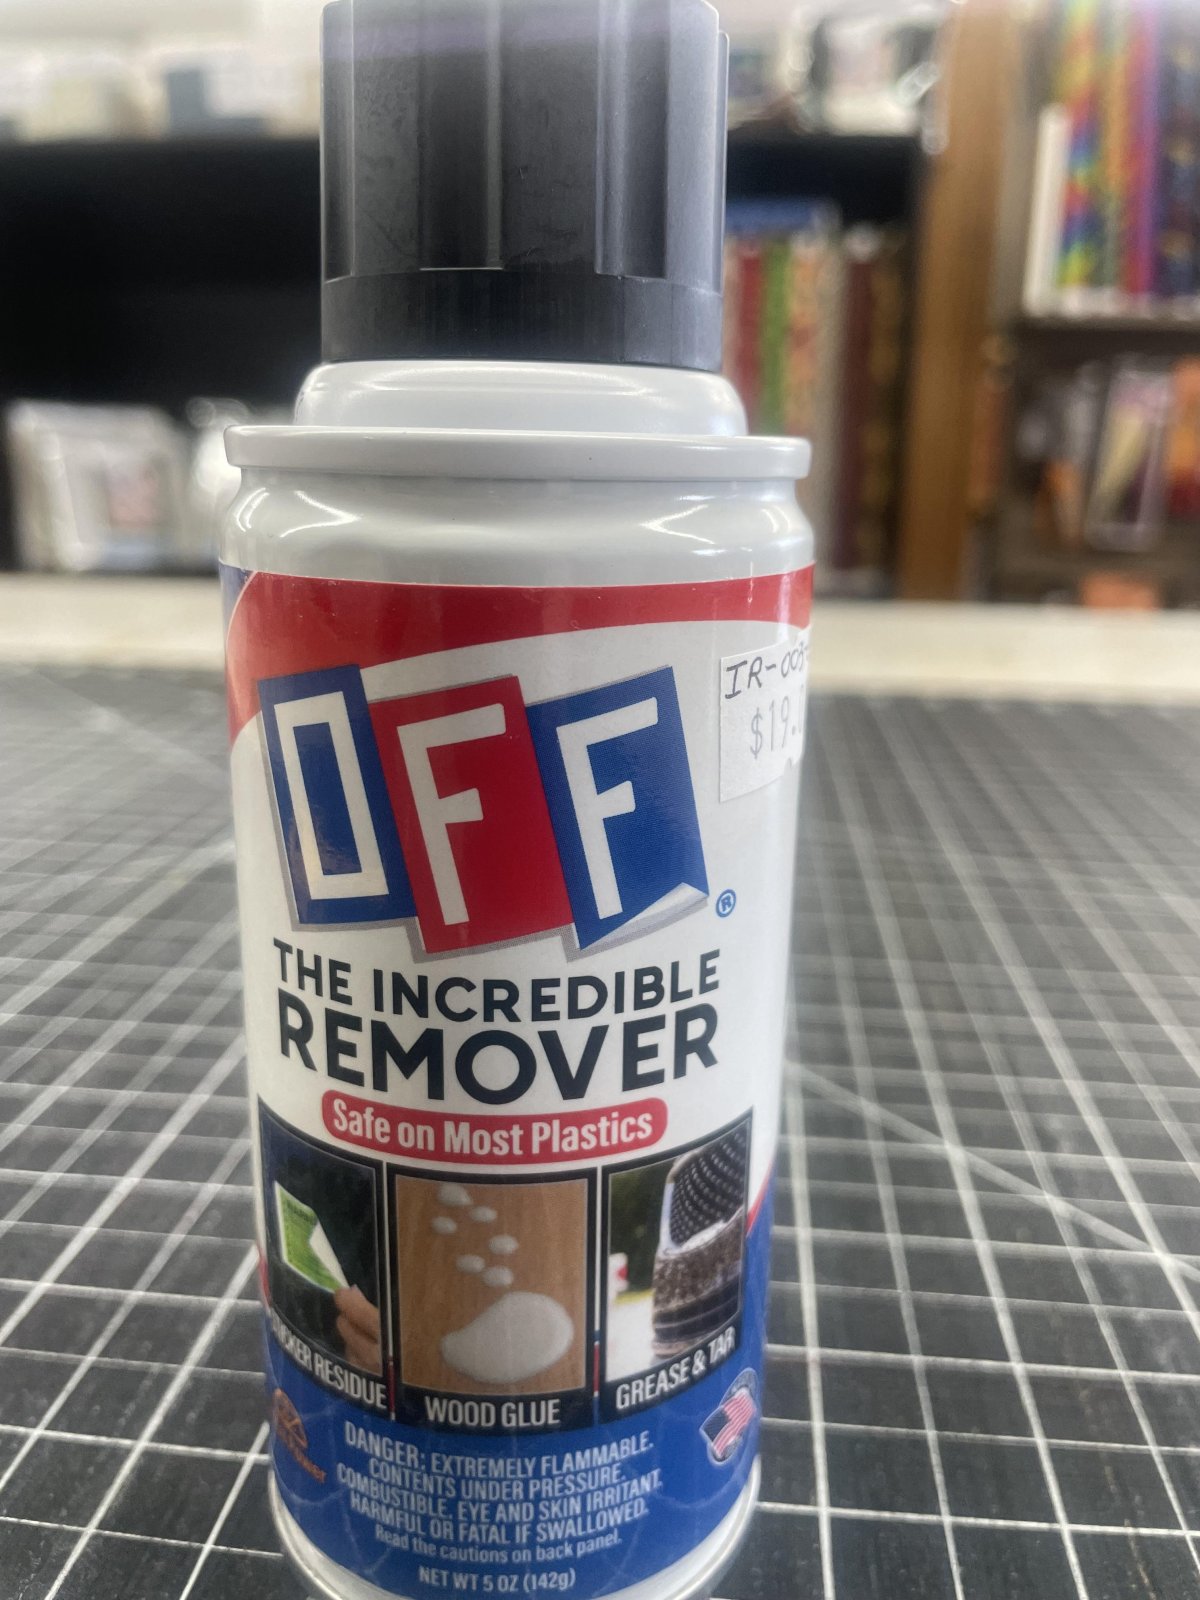 OFF®
IR-003
$19.
THE INCREDIBLE
REMOVER
Safe on Most Plastics
RESIDUE
WOOD GLUE
GREASE & TAR
DANGER: EXTREMELY FLAMMABLE.
CONTENTS UNDER PRESSURE.
COMBUSTIBLE. EYE AND SKIN IRRITANT.
HARMFUL OR FATAL IF SWALLOWED.
Read the cautions on back panel.
NET WT 5 OZ (142g)